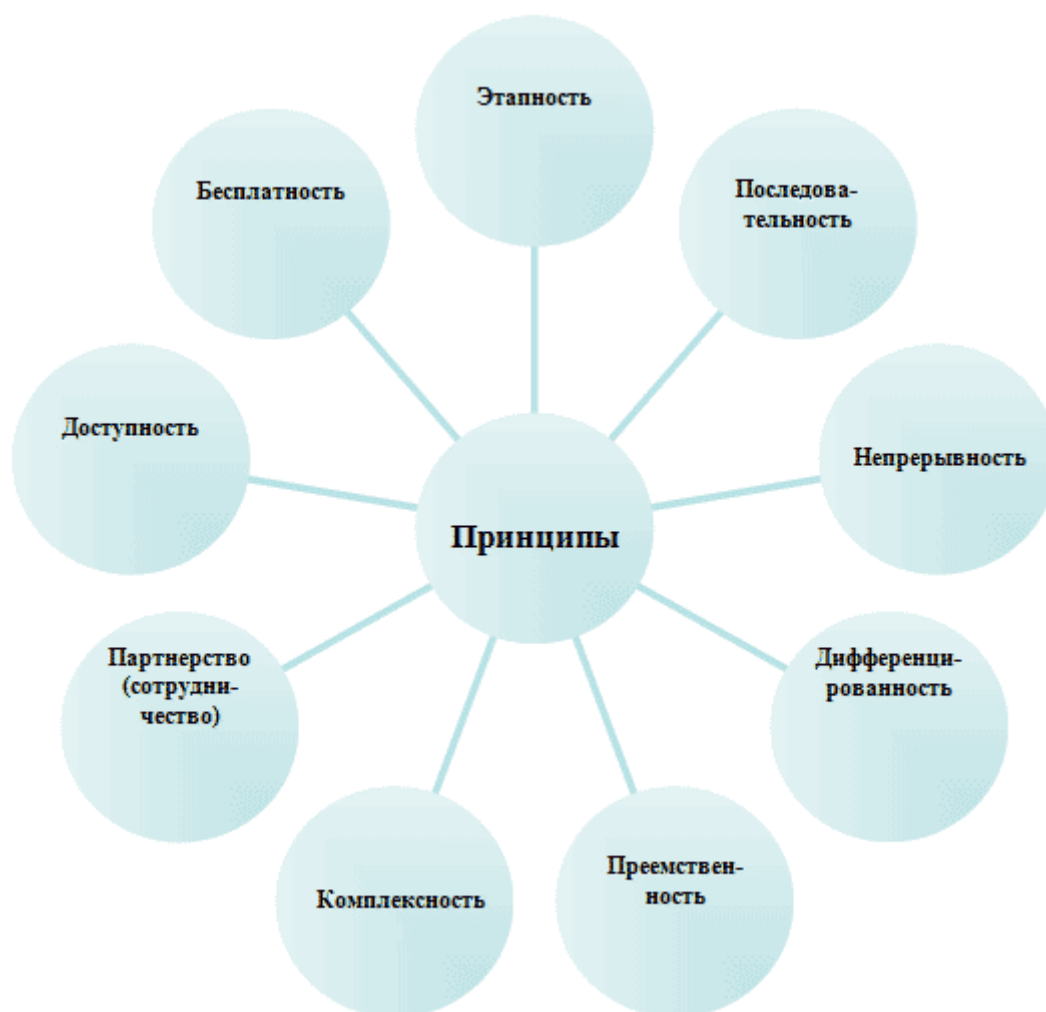 Этапность
Последова-
тельность
Непрерывность
Дифференци-
рованность
Преемствен-
ность
Комплексность
Партнерство
(сотрудни-
чество)
Доступность
Бесплатность
Принципы